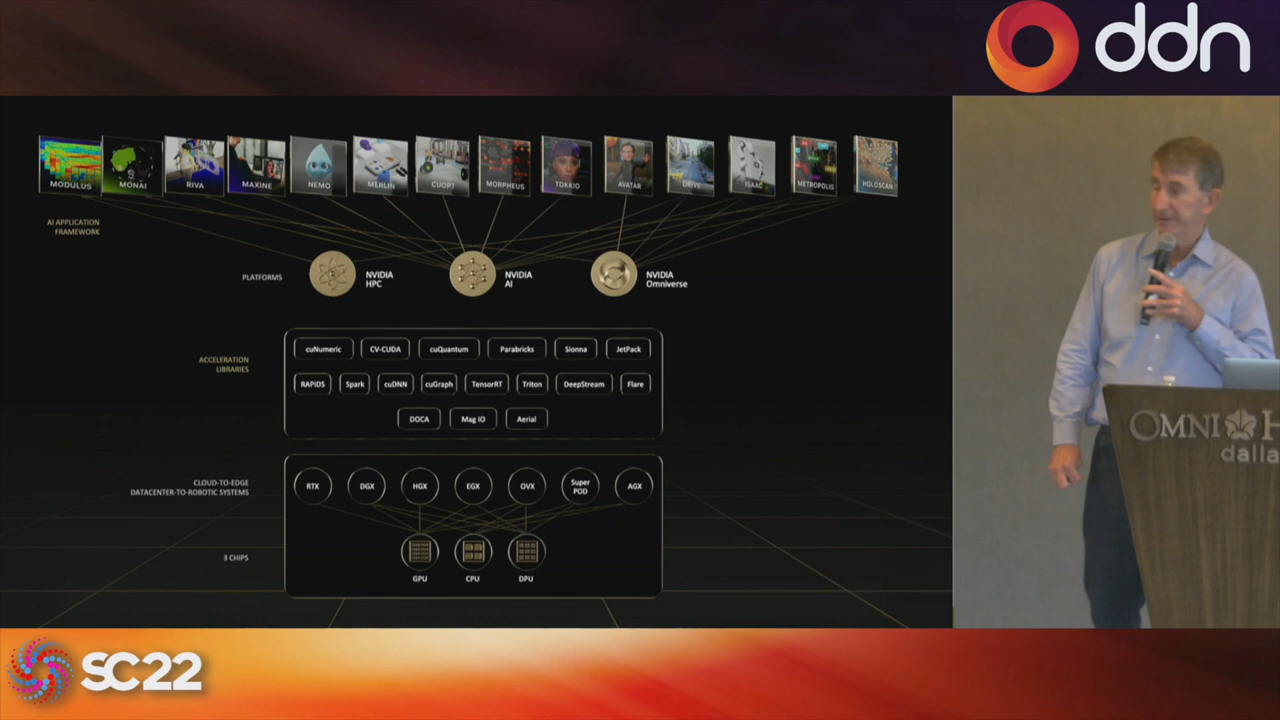 ddn
MODULUS MONAI RIVA MAXINE NEMO MERLIN CUOPT MORPHEUS TOKKIO AVATAR DRIVE ISAAC METROPOLIS HOLOSCAN
AI APPLICATION
FRAMEWORK
PLATFORMS
NVIDIA
HPC
NVIDIA
AI
NVIDIA
Omniverse
ACCELERATION
LIBRARIES
cuNumeric CV-CUDA cuQuantum Parabricks Sionna JetPack
RAPIDS Spark cuDNN cuGraph TensorRT Triton DeepStream Flare
DOCA Mag IO Aerial
CLOUD-TO-EDGE
DATACENTER-TO-ROBOTIC SYSTEMS
RTX DGX HGX EGX OVX Super POD AGX
3 CHIPS
GPU CPU DPU
OMNI H
dalla
SC22